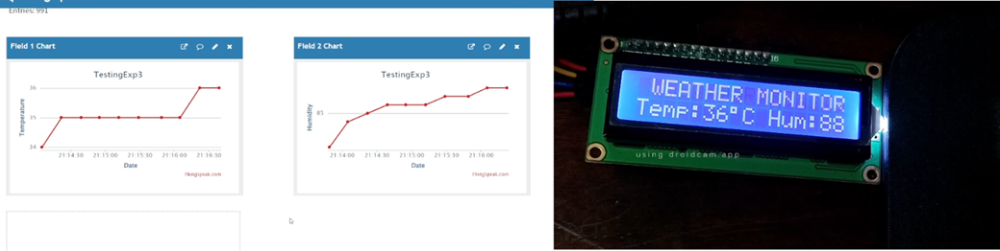 Entries: 991
Field 1 Chart
TestingExp3
Temperature
36
35
34
21:14:30 21:15:00 21:15:30 21:16:00 21:16:30
Date
ThingSpeak.com
Field 2 Chart
TestingExp3
Humidity
85
21:14:00 21:14:30 21:15:00 21:15:30 21:16:00
Date
ThingSpeak.com
16
WEATHER MONITOR
Temp:36°C Hum:88
using droidcam app